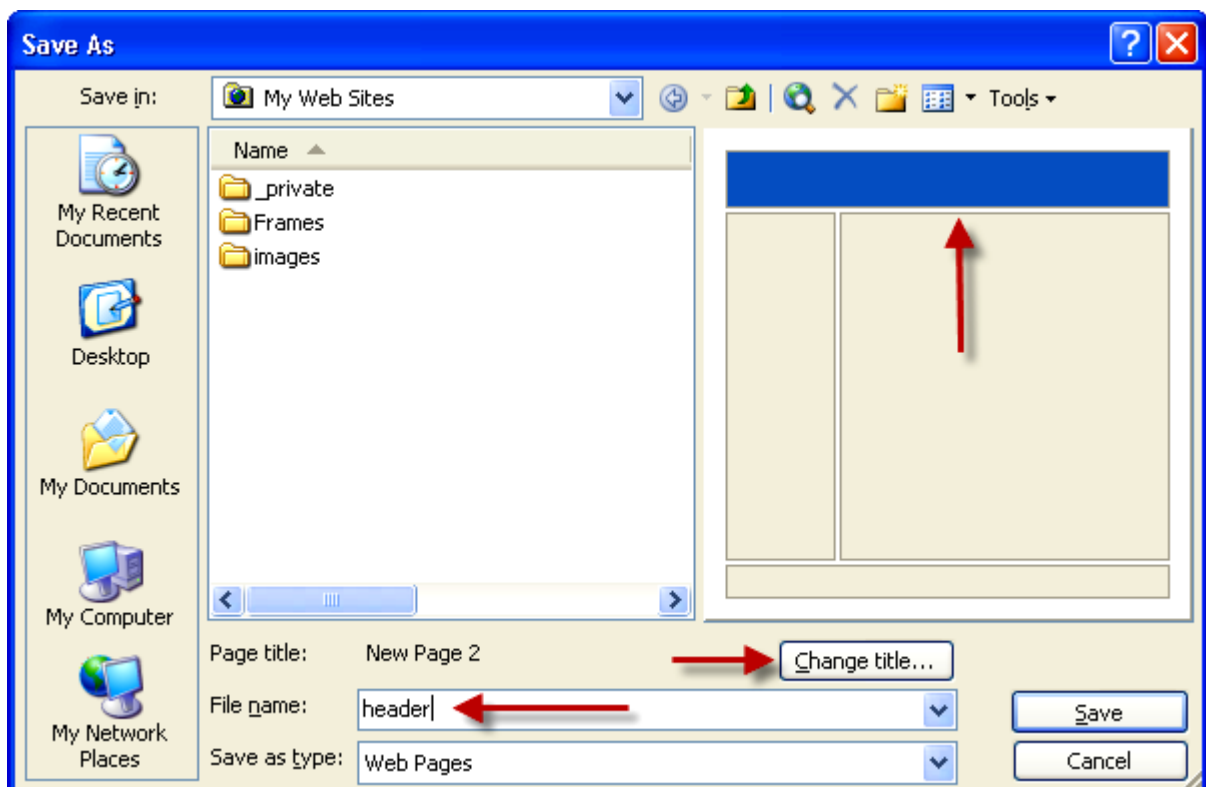 Save As
Save in:
My Web Sites
Tools
My Recent
Documents
Desktop
My Documents
My Computer
My Network
Places
Name
_private
Frames
images
Page title:
New Page 2
Change title...
File name:
header
Save
Save as type:
Web Pages
Cancel